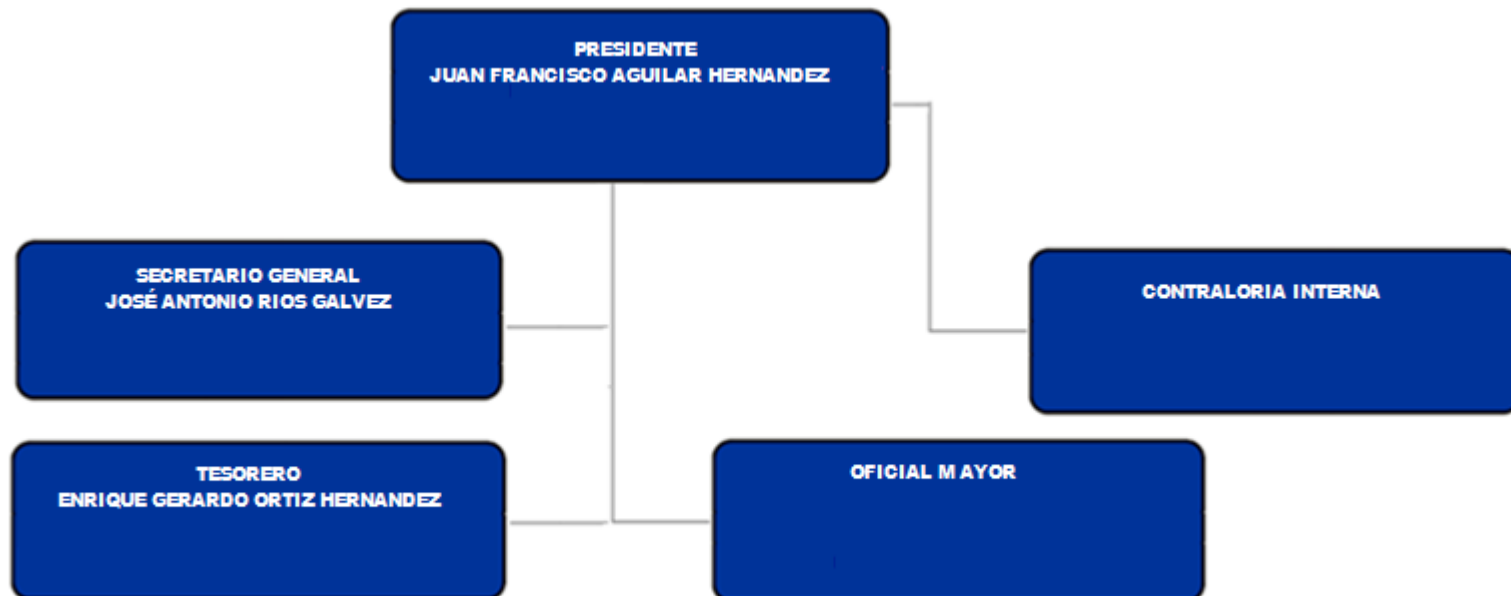 PRESIDENTE
JUAN FRANCISCO AGUILAR HERNANDEZ
SECRETARIO GENERAL
JOSÉ ANTONIO RIOS GALVEZ
CONTRALORIA INTERNA
TESORERO
ENRIQUE GERARDO ORTIZ HERNANDEZ
OFICIAL MAYOR